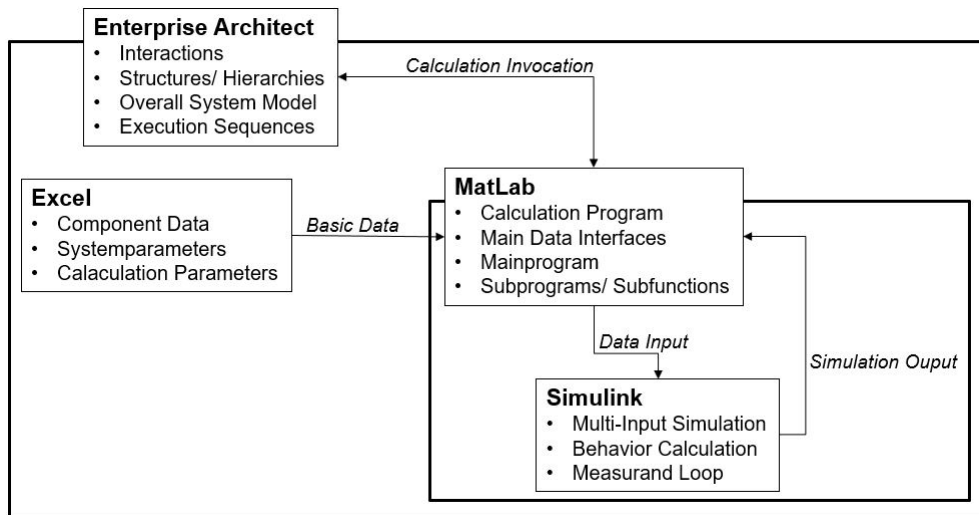 Enterprise Architect
• Interactions
• Structures/ Hierarchies
• Overall System Model
• Execution Sequences
Calculation Invocation
Excel
• Component Data
• Systemparameters
• Calaculation Parameters
Basic Data
MatLab
• Calculation Program
• Main Data Interfaces
• Mainprogram
• Subprograms/ Subfunctions
Data Input
Simulation Ouput
Simulink
• Multi-Input Simulation
• Behavior Calculation
• Measurand Loop